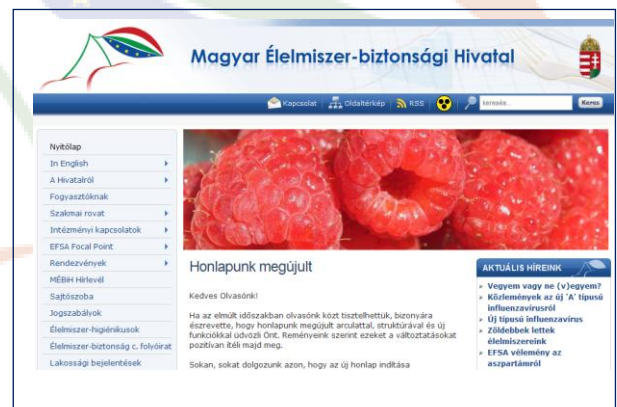 Magyar Élelmiszer-biztonsági Hivatal
Kapcsolat
Oldaltérkép
RSS
keresés...
Keres
Nyitólap
In English
A Hivatalról
Fogyasztóknak
Szakmai rovat
Intézményi kapcsolatok
EFSA Focal Point
Rendezvények
MÉBiH Hírlevél
Sajtószoba
Jogszabályok
Élelmiszer-higiénikusok
Élelmiszer-biztonság c. folyóirat
Lakossági bejelentések
Honlapunk megújult
Kedves Olvasónk!
Ha az elmúlt időszakban olvasónk közt tisztelhettük, bizonyára
észrevette, hogy honlapunk megújult arculattal, struktúrával és új
funkciókkal üdvözli Önt. Reményeink szerint ezeket a változtatásokat
pozitívan ítéli majd meg.
Sokan, sokat dolgozunk azon, hogy az új honlap indítása
AKTUÁLIS HÍREINK
Vegyem vagy ne (v)egyem?
Közlemények az új 'A' típusú
influenzavírusról
Új típusú influenzavírus
Zöldebbek lettek
élelmiszereink
EFSA vélemény az
aszpartámról